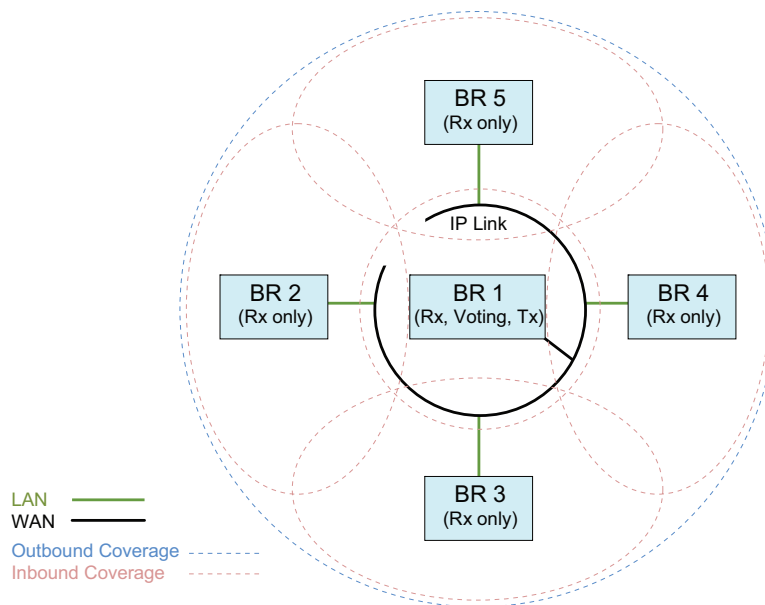 BR 5
(Rx only)
IP Link
BR 2
(Rx only)
BR 1
(Rx, Voting, Tx)
BR 4
(Rx only)
BR 3
(Rx only)
LAN
WAN
Outbound Coverage
Inbound Coverage